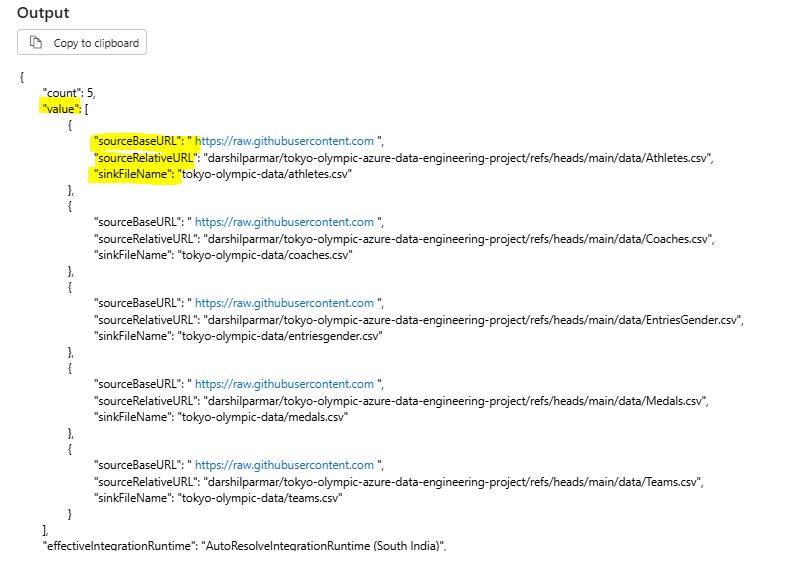 Output
Copy to clipboard
{
"count": 5,
"value": [
{
"sourceBaseURL": " https://raw.githubusercontent.com ",
"sourceRelativeURL": "darshilparmar/tokyo-olympic-azure-data-engineering-project/refs/heads/main/data/Athletes.csv",
"sinkFileName": "tokyo-olympic-data/athletes.csv"
},
{
"sourceBaseURL": " https://raw.githubusercontent.com ",
"sourceRelativeURL": "darshilparmar/tokyo-olympic-azure-data-engineering-project/refs/heads/main/data/Coaches.csv",
"sinkFileName": "tokyo-olympic-data/coaches.csv"
},
{
"sourceBaseURL": " https://raw.githubusercontent.com ",
"sourceRelativeURL": "darshilparmar/tokyo-olympic-azure-data-engineering-project/refs/heads/main/data/EntriesGender.csv",
"sinkFileName": "tokyo-olympic-data/entriesgender.csv"
},
{
"sourceBaseURL": " https://raw.githubusercontent.com ",
"sourceRelativeURL": "darshilparmar/tokyo-olympic-azure-data-engineering-project/refs/heads/main/data/Medals.csv",
"sinkFileName": "tokyo-olympic-data/medals.csv"
},
{
"sourceBaseURL": " https://raw.githubusercontent.com ",
"sourceRelativeURL": "darshilparmar/tokyo-olympic-azure-data-engineering-project/refs/heads/main/data/Teams.csv",
"sinkFileName": "tokyo-olympic-data/teams.csv"
}
],
"effectiveIntegrationRuntime": "AutoResolveIntegrationRuntime (South India)",